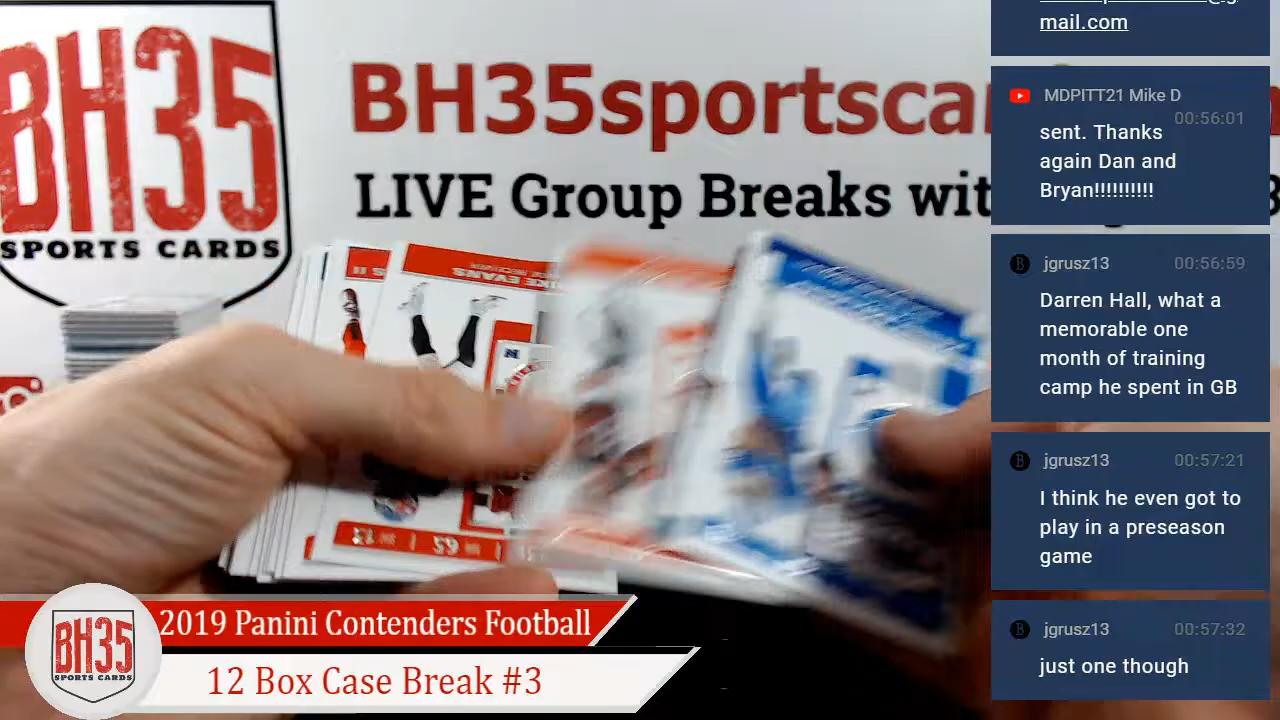 BH35
SPORTS CARDS
BH35sportsca
LIVE Group Breaks wit
mail.com
MDPITT21 Mike D
00:56:01
sent. Thanks
again Dan and
Bryan!!!!!!!!!!
jgrusz13
00:56:59
Darren Hall, what a
memorable one
month of training
camp he spent in GB
jgrusz13
00:57:21
I think he even got to
play in a preseason
game
jgrusz13
00:57:32
just one though
MIKE EVANS
BH35
SPORTS CARDS
2019 Panini Contenders Football
12 Box Case Break #3